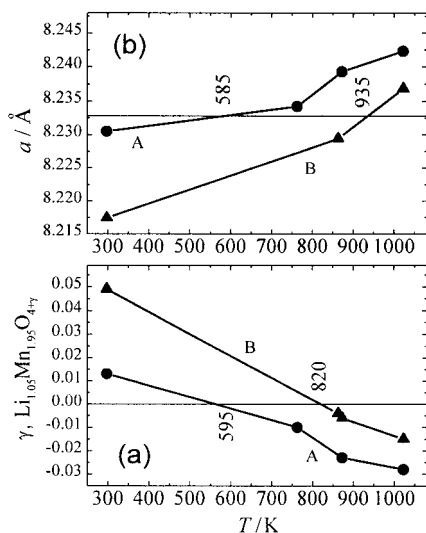 (b)
8.245
8.240
8.235
8.230
8.225
8.220
8.215
a / Å
585
935
A
B
300 400 500 600 700 800 900 1000
0.05
0.04
0.03
0.02
0.01
0.00
-0.01
-0.02
-0.03
γ, Li1.05Mn1.95O4+γ
B
820
595
A
(a)
300 400 500 600 700 800 900 1000
T / K